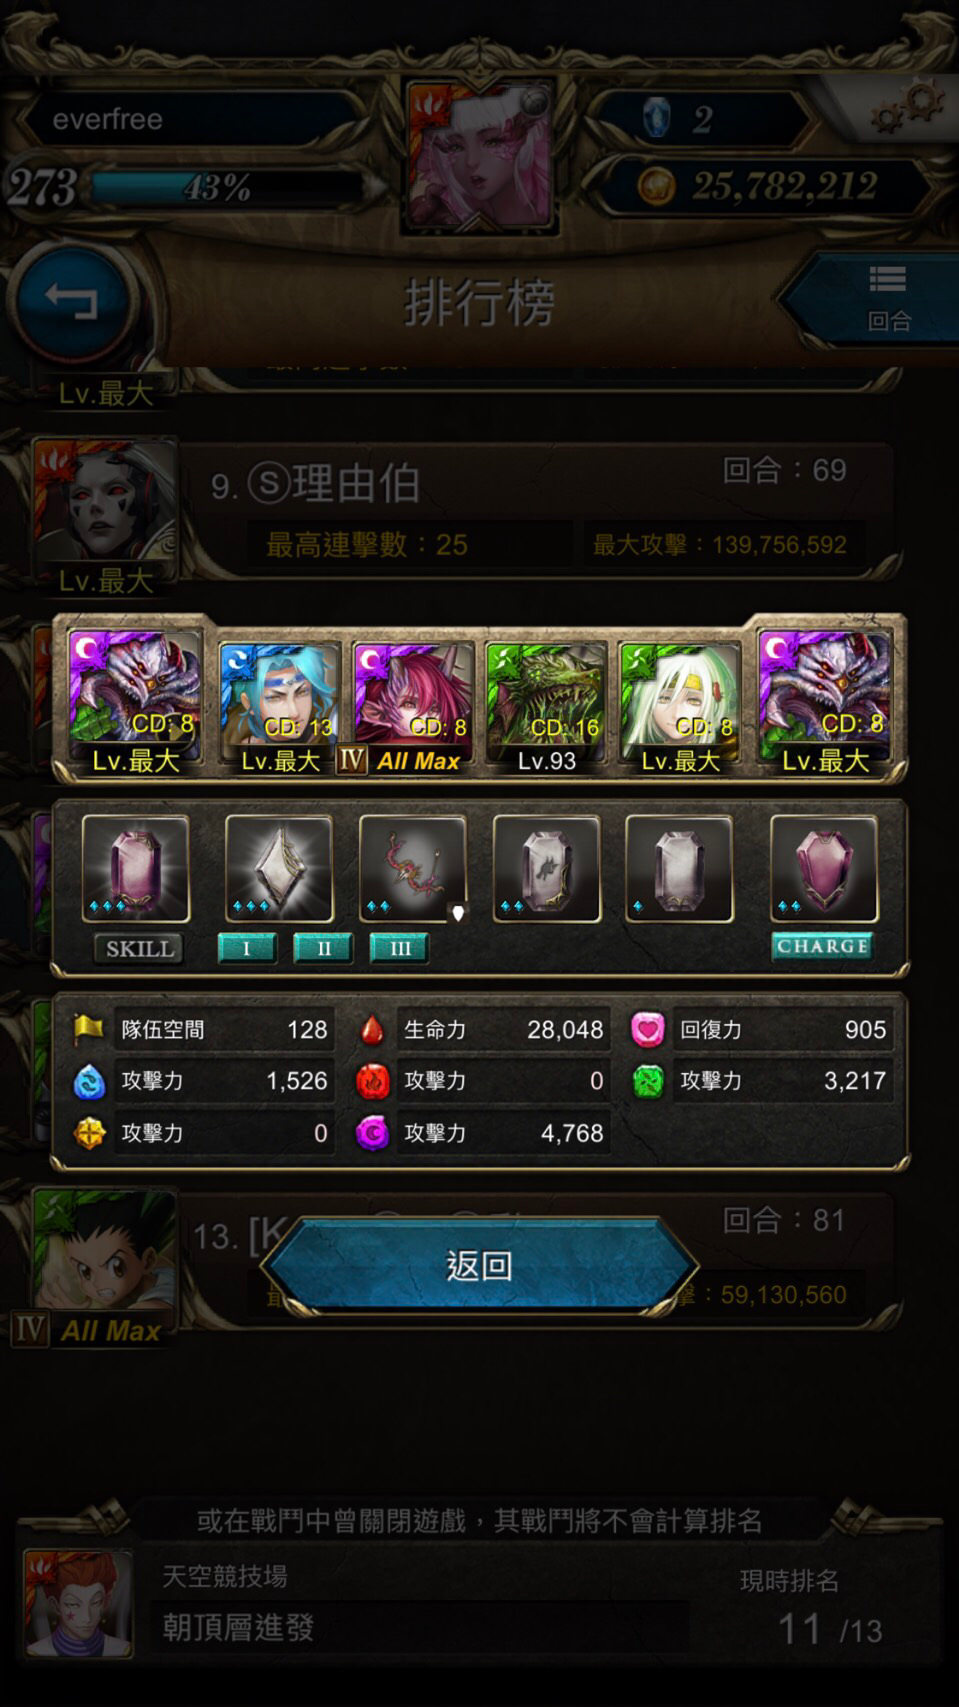 everfree
2
273
43%
25,782,212
排行榜
回合
Lv.最大
9. Ⓢ理由伯
回合：69
最高連擊數：25
最大攻擊：139,756,592
Lv.最大
CD: 8
CD: 13
CD: 8
CD: 16
CD: 8
CD: 8
Lv.最大
Lv.最大
IV All Max
Lv.93
Lv.最大
Lv.最大
SKILL
I
II
III
CHARGE
隊伍空間 128
生命力 28,048
回復力 905
攻擊力 1,526
攻擊力 0
攻擊力 3,217
攻擊力 0
攻擊力 4,768
13. [K
回合：81
返回
擊：59,130,560
IV All Max
或在戰鬥中曾關閉遊戲，其戰鬥將不會計算排名
天空競技場
現時排名
朝頂層進發
11 /13